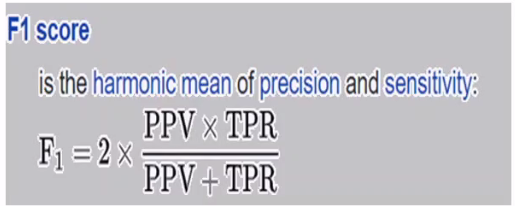 F1 score
is the harmonic mean of precision and sensitivity:
F₁ = 2 × PPV × TPR / PPV + TPR